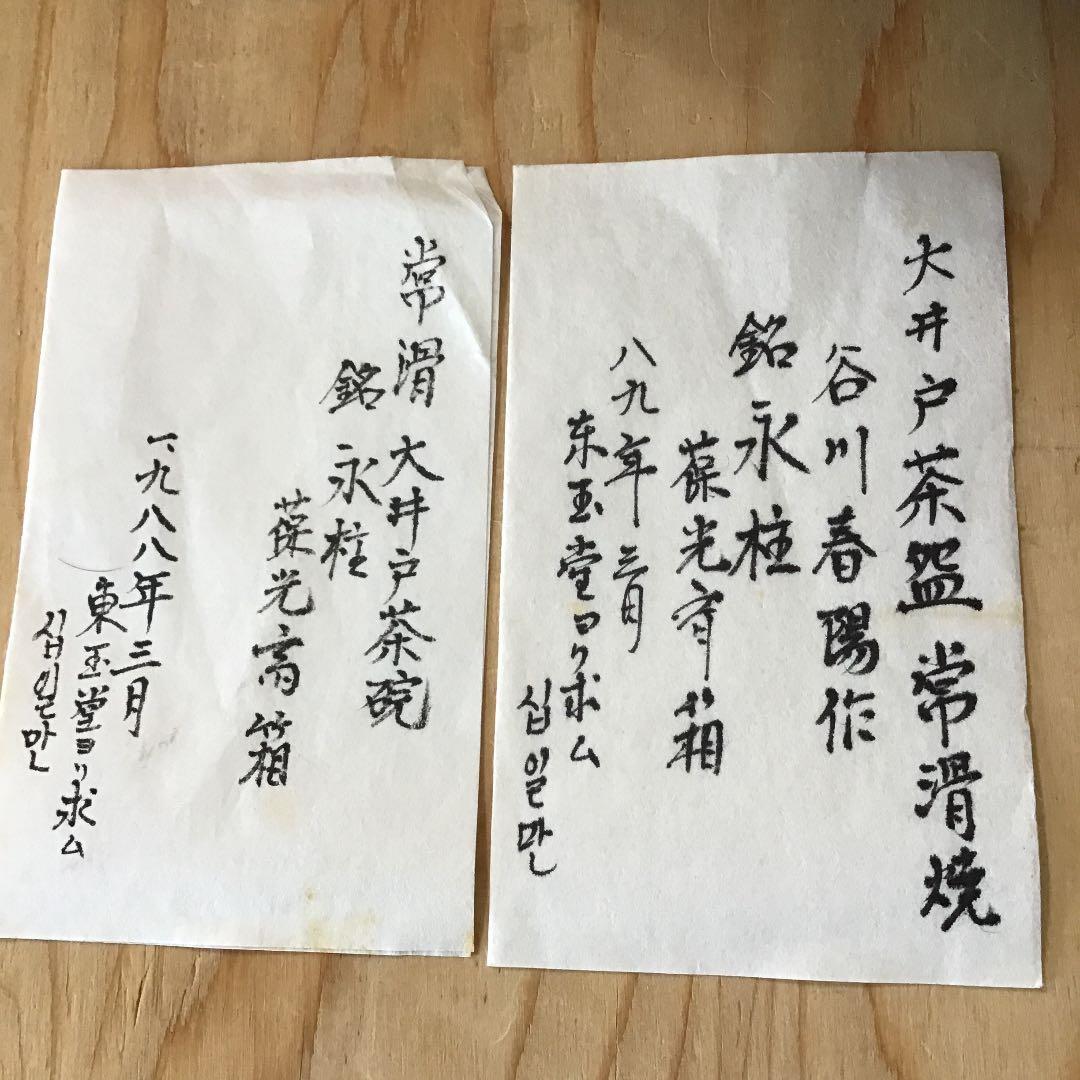 大井戸茶盌常滑焼
谷川春陽作
銘永柱
葆光斎箱
八九年三月
东玉堂ヨリ求ム
십일만
常滑大井戸茶碗
銘永柱
葆光斎箱
一、九八八年三月
東玉堂ヨリ求ム
십일만